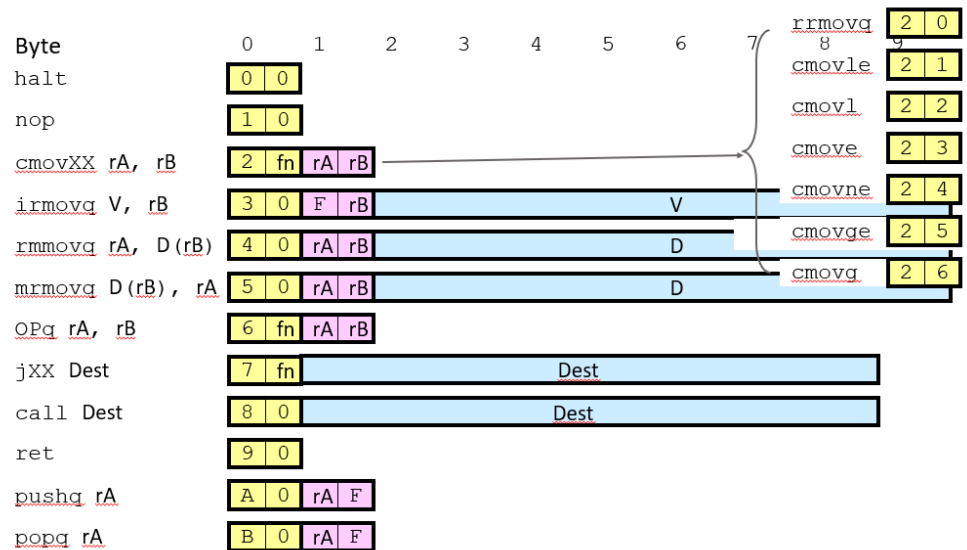 rrmovq 2 0
Byte 0 1 2 3 4 5 6 7 8 9
cmovle 2 1
halt 0 0
cmovl 2 2
nop 1 0
cmove 2 3
cmovXX rA, rB 2 fn rA rB
cmovne 2 4
irmovq V, rB 3 0 F rB V
cmovge 2 5
rmmovq rA, D(rB) 4 0 rA rB D
cmovg 2 6
mrmovq D(rB), rA 5 0 rA rB D
OPq rA, rB 6 fn rA rB
jXX Dest 7 fn Dest
call Dest 8 0 Dest
ret 9 0
pushq rA A 0 rA F
popq rA B 0 rA F